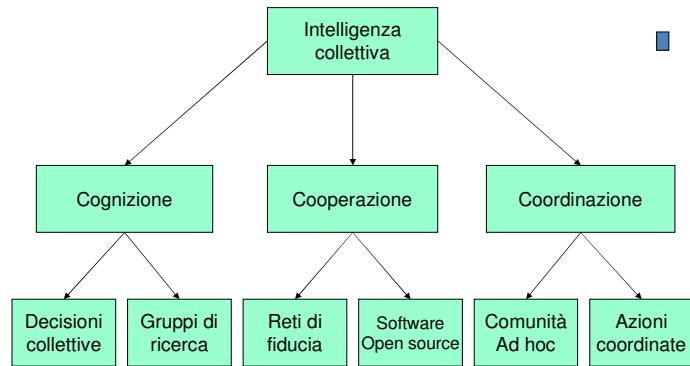 Intelligenza
collettiva
Cognizione
Cooperazione
Coordinazione
Decisioni
collettive
Gruppi di
ricerca
Reti di
fiducia
Software
Open source
Comunità
Ad hoc
Azioni
coordinate